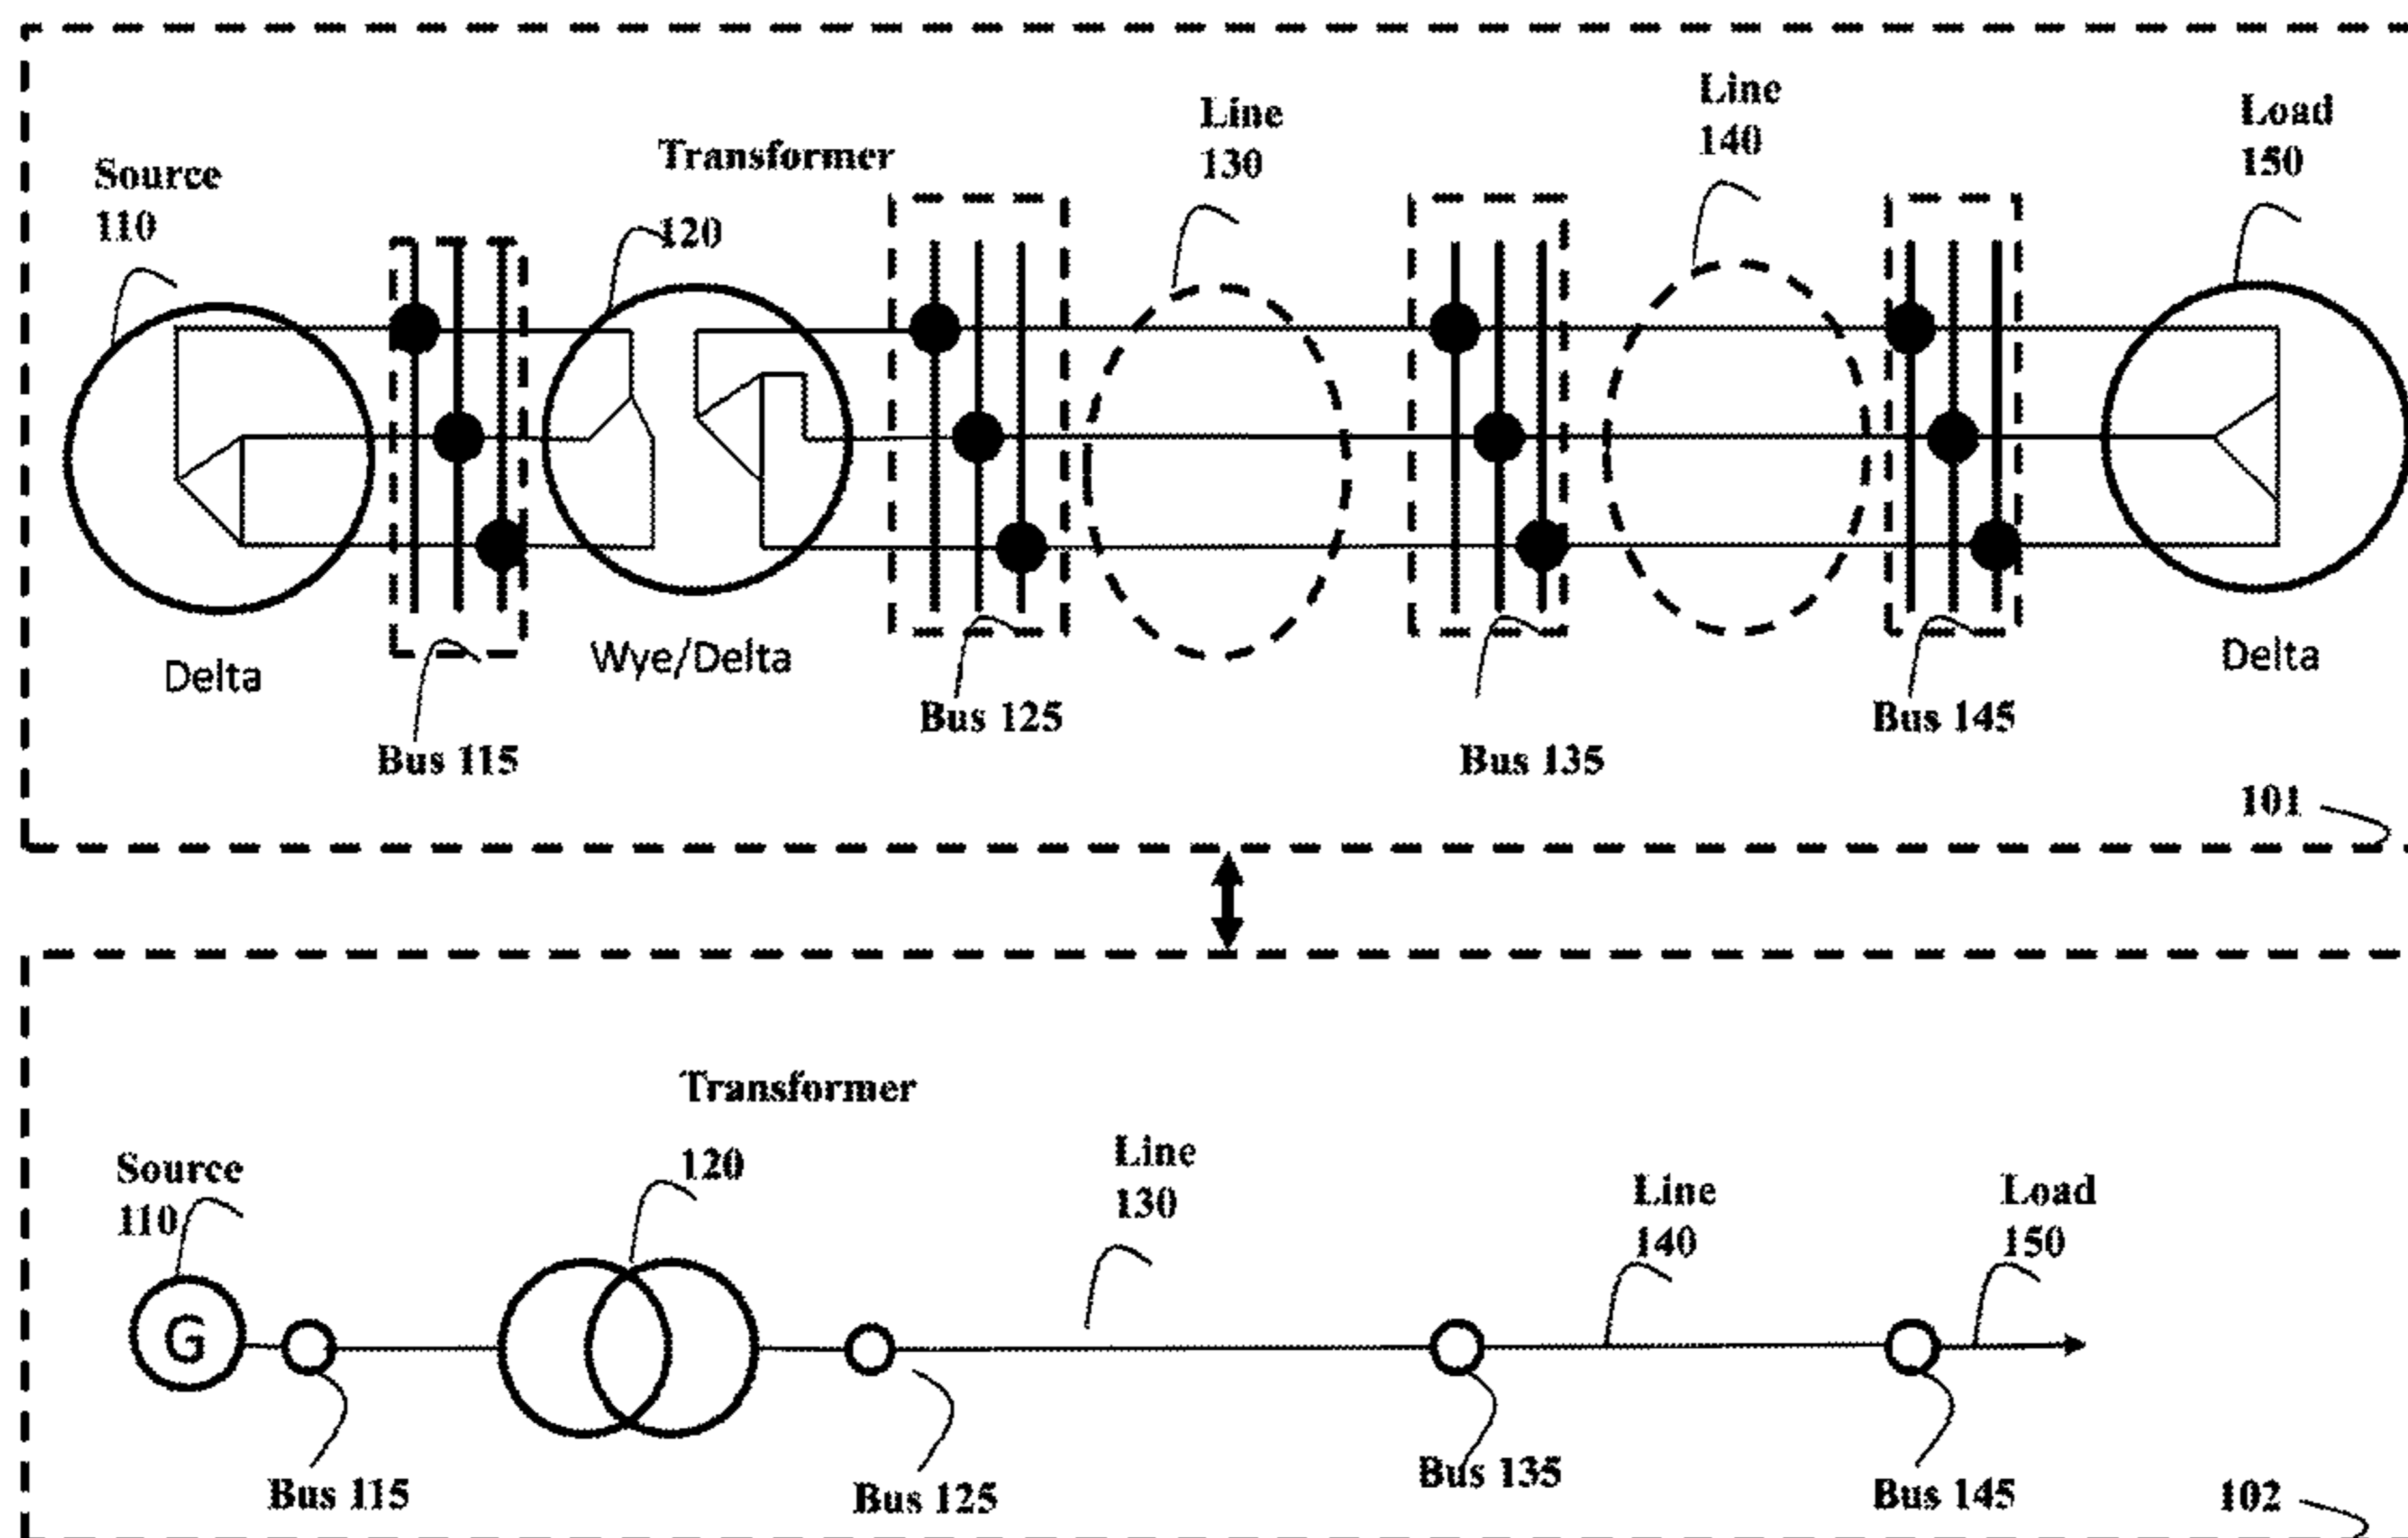 Source
110
Transformer
120
Line
130
Line
140
Load
150
Delta
Wye/Delta
Delta
Bus 115
Bus 125
Bus 135
Bus 145
101
Transformer
120
Source
110
Line
130
Line
140
Load
150
G
Bus 115
Bus 125
Bus 135
Bus 145
102